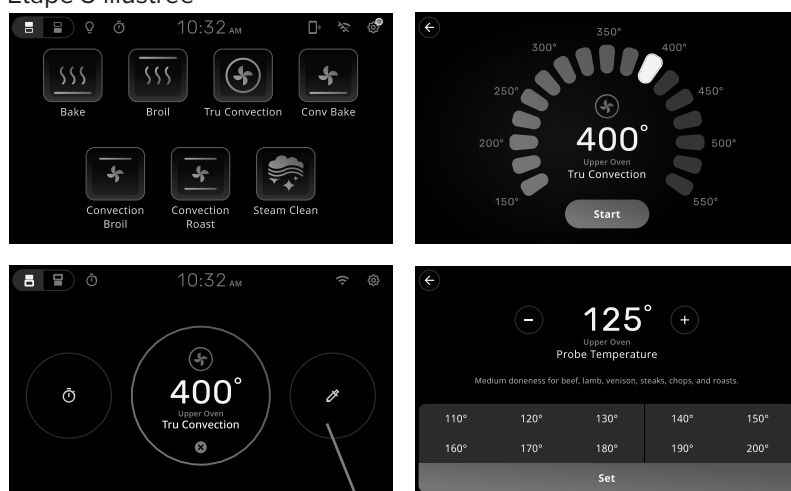 Étape 3 illustrée
10:32 AM
Bake
Broil
Tru Convection
Conv Bake
Convection
Broil
Convection
Roast
Steam Clean
350°
300°
400°
250°
450°
200°
500°
150°
550°
400°
Upper Oven
Tru Convection
Start
10:32 AM
400°
Upper Oven
Tru Convection
125°
Upper Oven
Probe Temperature
Medium doneness for beef, lamb, venison, steaks, chops, and roasts.
110° 120° 130° 140° 150°
160° 170° 180° 190° 200°
Set